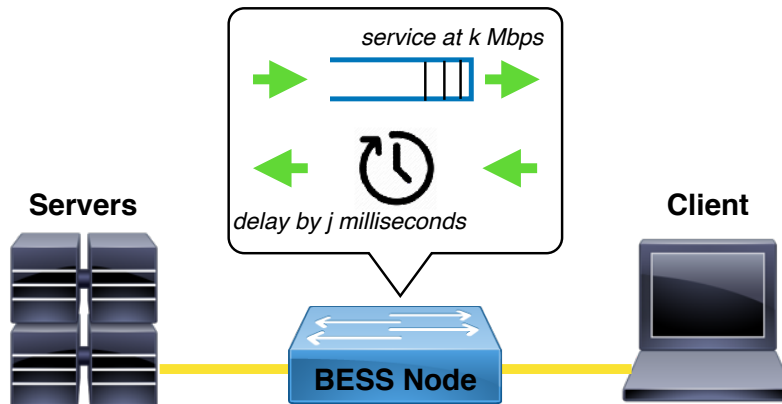 service at k Mbps
delay by j milliseconds
Servers
Client
BESS Node